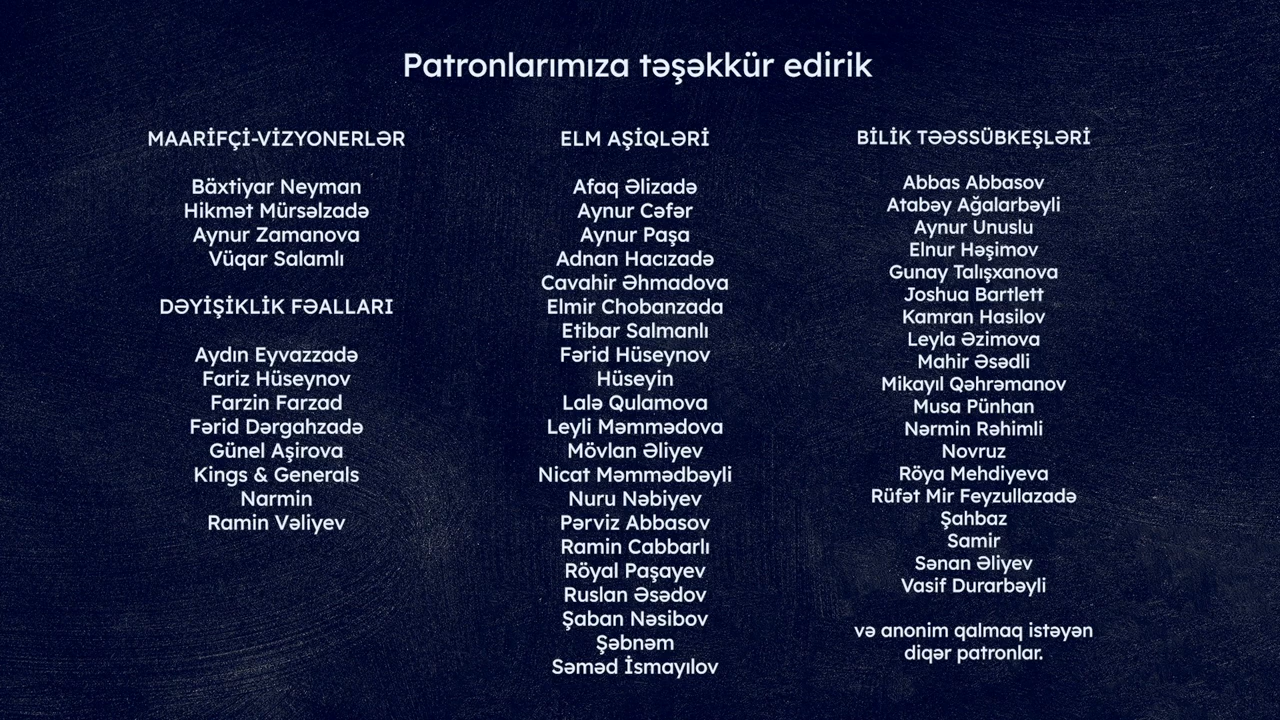 Patronlarımıza təşəkkür edirik
MAARİFÇİ-VİZYONERLƏR
Bäxtiyar Neyman
Hikmət Mürsəlzadə
Aynur Zamanova
Vüqar Salamlı
DƏYİŞİKLİK FƏALLARI
Aydın Eyvazzadə
Fariz Hüseynov
Farzin Farzad
Fərid Dərgahzadə
Günel Aşirova
Kings & Generals
Narmin
Ramin Vəliyev
ELM AŞİQLƏRİ
Afaq Əlizadə
Aynur Cəfər
Aynur Paşa
Adnan Hacızadə
Cavahir Əhmadova
Elmir Chobanzada
Etibar Salmanlı
Fərid Hüseynov
Hüseyin
Lalə Qulamova
Leyli Məmmədova
Mövlan Əliyev
Nicat Məmmədbəyli
Nuru Nəbiyev
Pərviz Abbasov
Ramin Cabbarlı
Röyal Paşayev
Ruslan Əsədov
Şaban Nəsibov
Şəbnəm
Səməd İsmayılov
BİLİK TƏƏSSÜBKEŞLƏRİ
Abbas Abbasov
Atabəy Ağalarbəyli
Aynur Unuslu
Elnur Həşimov
Gunay Talışxanova
Joshua Bartlett
Kamran Hasilov
Leyla Əzimova
Mahir Əsədli
Mikayıl Qəhrəmanov
Musa Pünhan
Nərmin Rəhimli
Novruz
Röya Mehdiyeva
Rüfət Mir Feyzullazadə
Şahbaz
Samir
Sənan Əliyev
Vasif Durarbəyli
və anonim qalmaq istəyən
diqər patronlar.